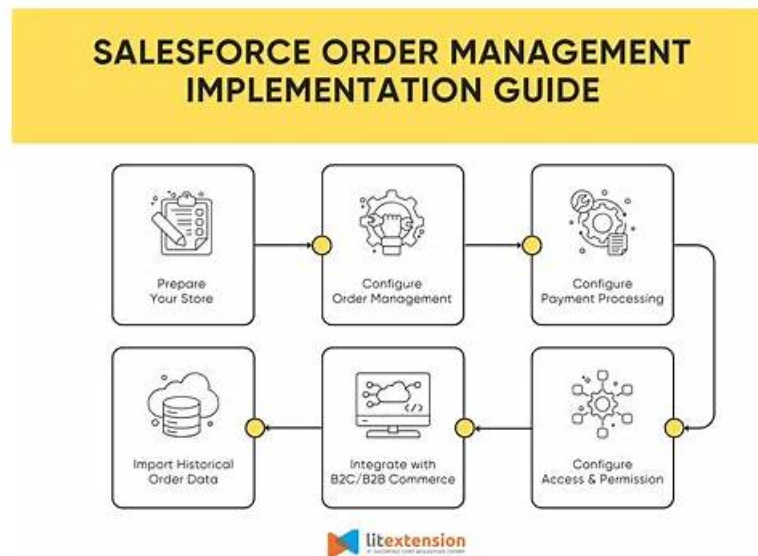 SALESFORCE ORDER MANAGEMENT
IMPLEMENTATION GUIDE
Prepare
Your Store
Configure
Order Management
Configure
Payment Processing
Configure
Access & Permission
Integrate with
B2C/B2B Commerce
Import Historical
Order Data
</>
litextension